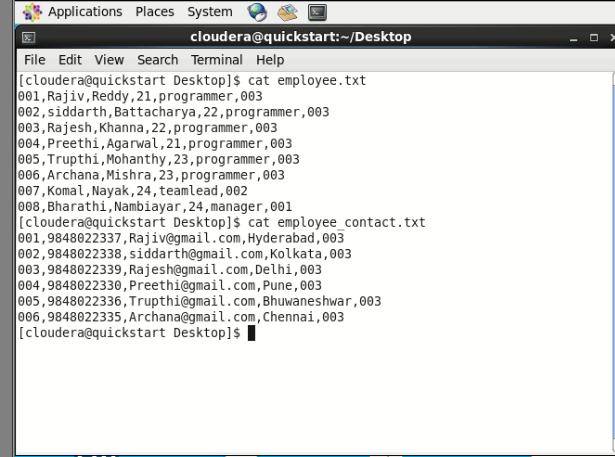 Applications Places System
cloudera@quickstart:~/Desktop
File Edit View Search Terminal Help
[cloudera@quickstart Desktop]$ cat employee.txt
001,Rajiv,Reddy,21,programmer,003
002,siddarth,Battacharya,22,programmer,003
003,Rajesh,Khanna,22,programmer,003
004,Preethi,Agarwal,21,programmer,003
005,Trupthi,Mohanthy,23,programmer,003
006,Archana,Mishra,23,programmer,003
007,Komal,Nayak,24,teamlead,002
008,Bharathi,Nambiayar,24,manager,001
[cloudera@quickstart Desktop]$ cat employee_contact.txt
001,9848022337,Rajiv@gmail.com,Hyderabad,003
002,9848022338,siddarth@gmail.com,Kolkata,003
003,9848022339,Rajesh@gmail.com,Delhi,003
004,9848022330,Preethi@gmail.com,Pune,003
005,9848022336,Trupthi@gmail.com,Bhuwaneshwar,003
006,9848022335,Archana@gmail.com,Chennai,003
[cloudera@quickstart Desktop]$